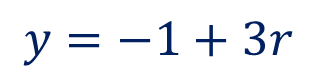 y = −1 + 3r